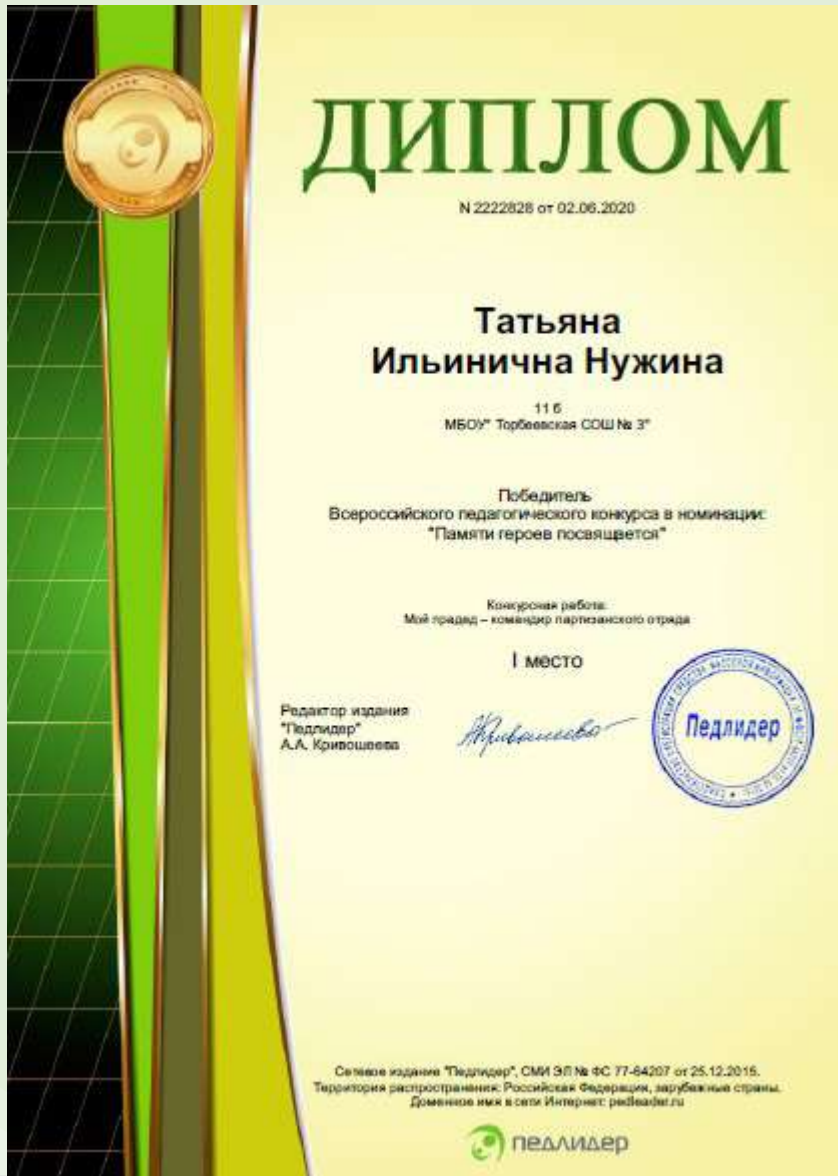 ДИПЛОМ
N 2222828 от 02.06.2020
Татьяна
Ильинична Нужина
11 б
МБОУ" Торбеевская СОШ № 3"
Победитель
Всероссийского педагогического конкурса в номинации:
"Памяти героев посвящается"
Конкурсная работа:
Мой прадед – командир партизанского отряда
I место
Редактор издания
"Педлидер"
А.А. Кривошеева
Педлидер
Сетевое издание "Педлидер", СМИ ЭЛ № ФС 77-64207 от 25.12.2015.
Территория распространения: Российская Федерация, зарубежные страны.
Доменное имя в сети Интернет: pedleader.ru
педлидер